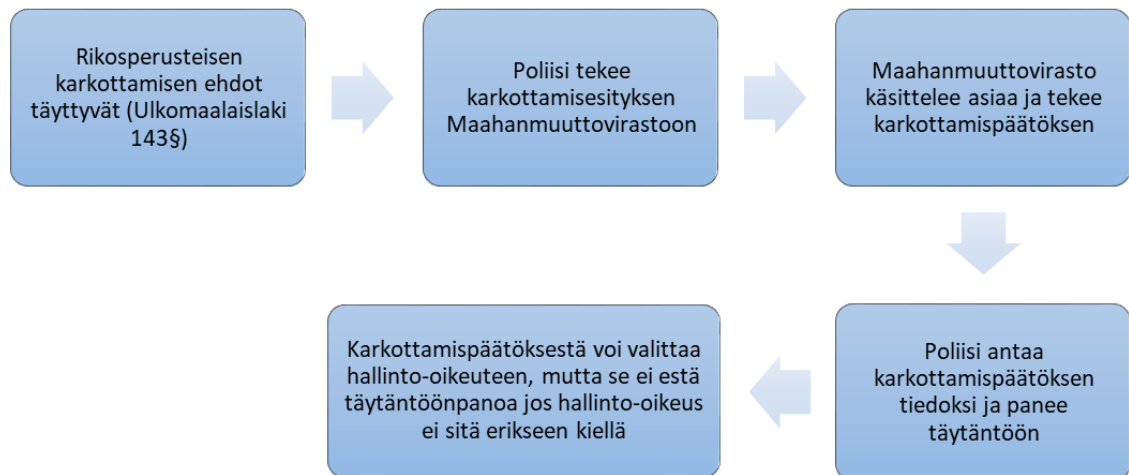 Rikosperusteisen
karkottamisen ehdot
täyttyvät (Ulkomaalaislaki
143§)
Poliisi tekee
karkottamisesityksen
Maahanmuuttovirastoon
Maahanmuuttovirasto
käsittelee asiaa ja tekee
karkottamispäätöksen
Poliisi antaa
karkottamispäätöksen
tiedoksi ja panee
täytäntöön
Karkottamispäätöksestä voi valittaa
hallinto-oikeuteen, mutta se ei estä
täytäntöönpanoa jos hallinto-oikeus
ei sitä erikseen kiellä